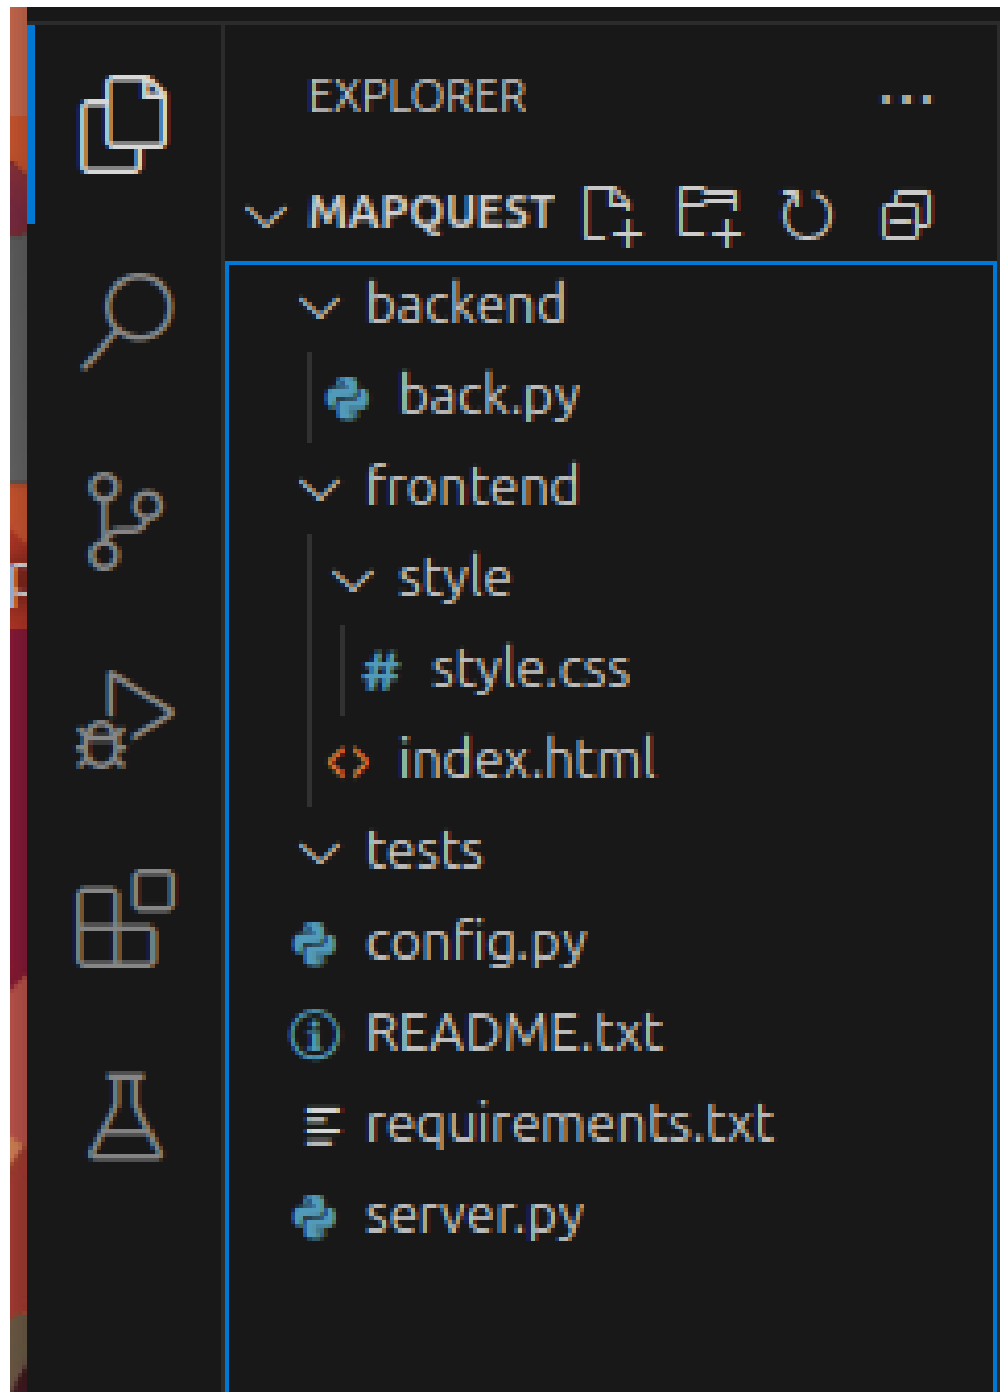 EXPLORER
MAPQUEST
backend
back.py
frontend
style
style.css
index.html
tests
config.py
README.txt
requirements.txt
server.py